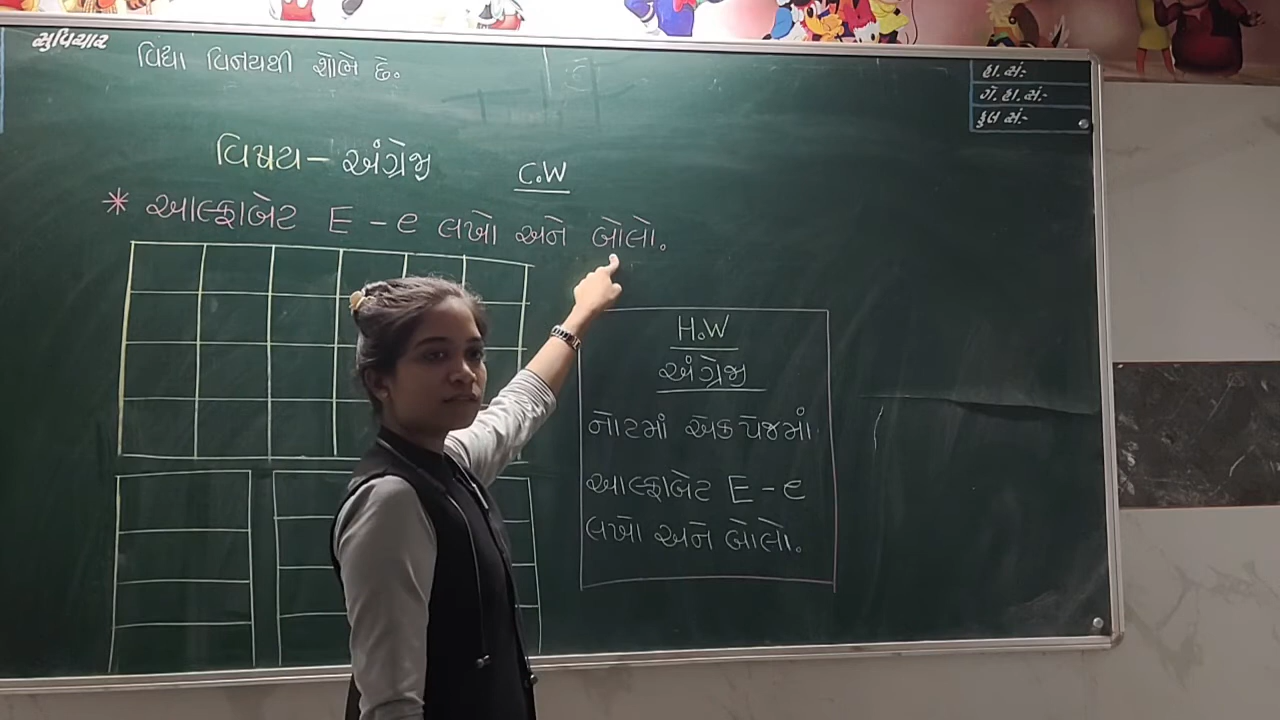 સુવિચાર
વિદ્યા વિનયથી શોભે છે.
હા. સં:-
ગે. હા. સં:-
કુલ સં:-
વિષય - અંગ્રેજી
C.W
* આલ્ફાબેટ E - e લખો અને બોલો.
H.W
અંગ્રેજી
નોટમાં એક પેજમાં
આલ્ફાબેટ E - e
લખો અને બોલો.